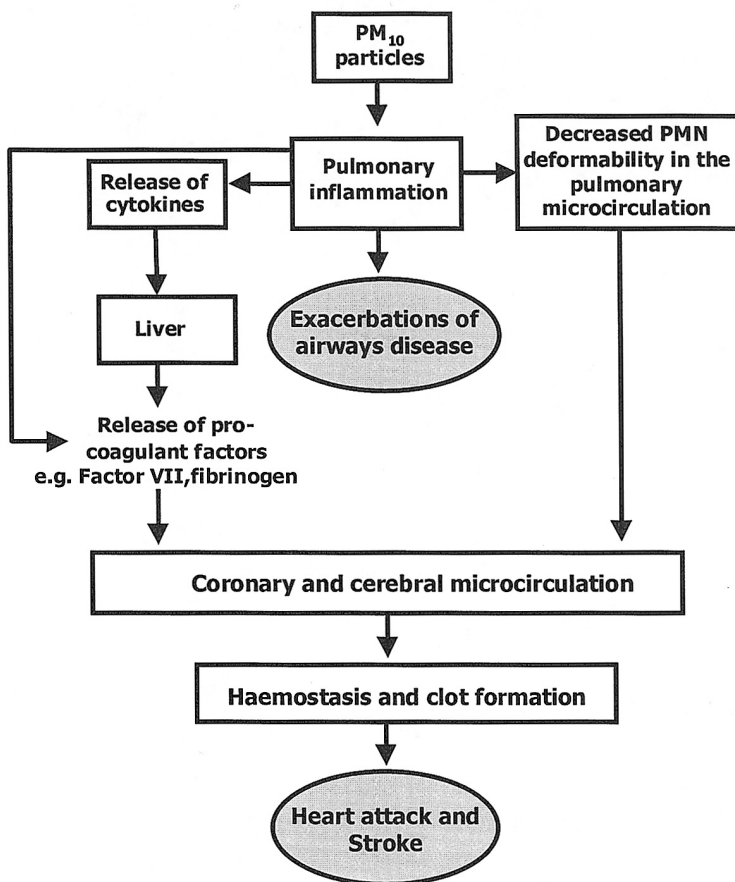 PM10
particles
Pulmonary
inflammation
Decreased PMN
deformability in the
pulmonary
microcirculation
Release of
cytokines
Liver
Exacerbations of
airways disease
Release of pro-
coagulant factors
e.g. Factor VII,fibrinogen
Coronary and cerebral microcirculation
Haemostasis and clot formation
Heart attack and
Stroke